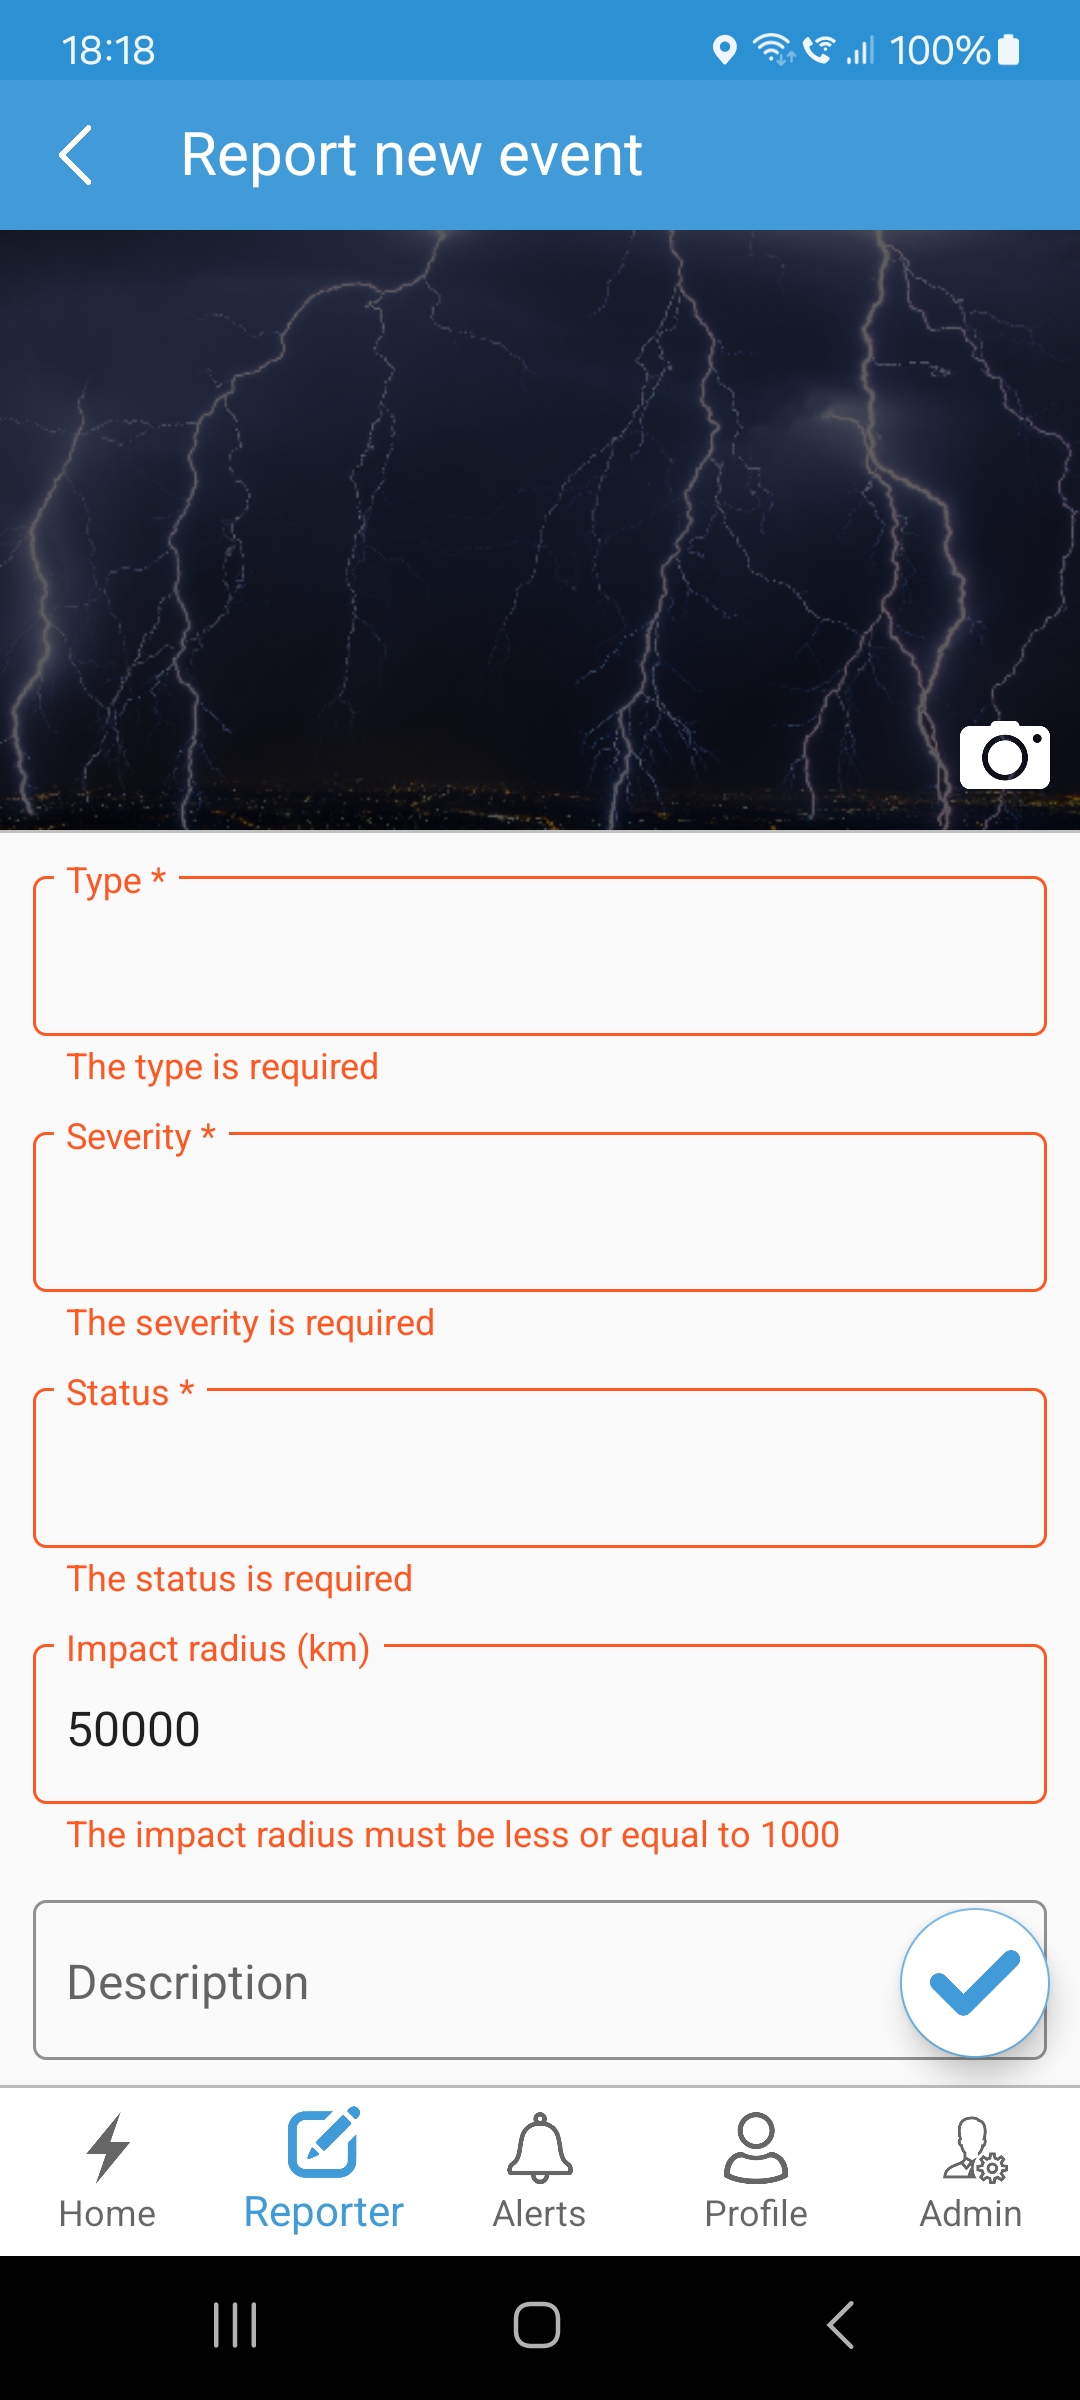 18:18
100%
Report new event
Type *
The type is required
Severity *
The severity is required
Status *
The status is required
Impact radius (km)
50000
The impact radius must be less or equal to 1000
Description
Home
Reporter
Alerts
Profile
Admin